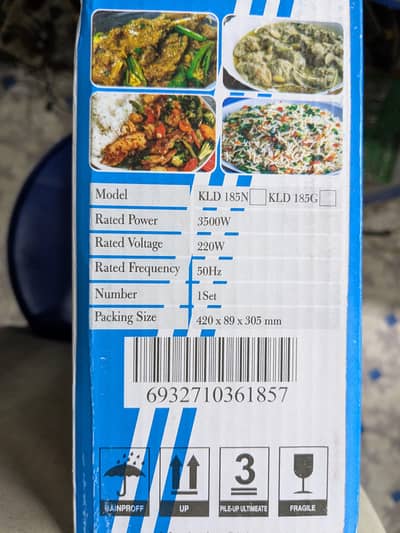 Model KLD 185N KLD 185G
Rated Power 3500W
Rated Voltage 220W
Rated Frequency 50Hz
Number 1Set
Packing Size 420 x 89 x 305 mm
6932710361857
RAINPROFF UP 3 PILE-UP ULTIMEATE FRAGILE